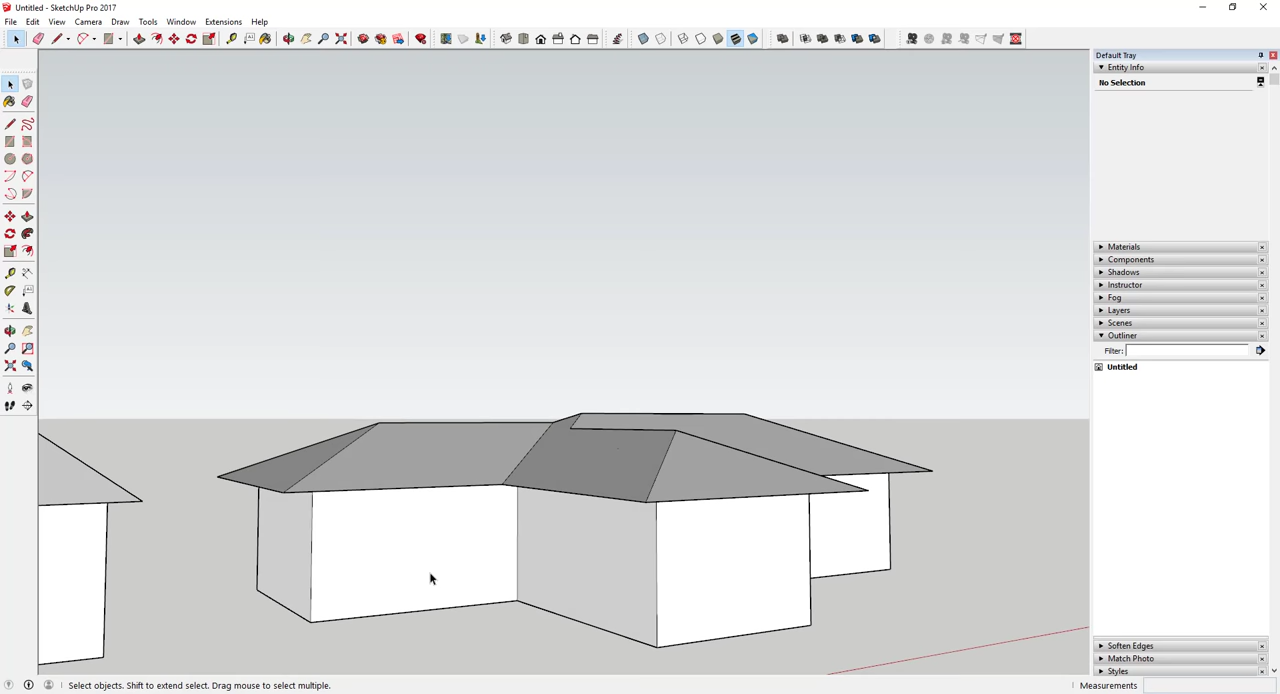 Untitled - SketchUp Pro 2017
File Edit View Camera Draw Tools Window Extensions Help
Default Tray
Entity Info
No Selection
Materials
Components
Shadows
Instructor
Fog
Layers
Scenes
Outliner
Filter:
Untitled
Soften Edges
Match Photo
Styles
Select objects. Shift to extend select. Drag mouse to select multiple.
Measurements